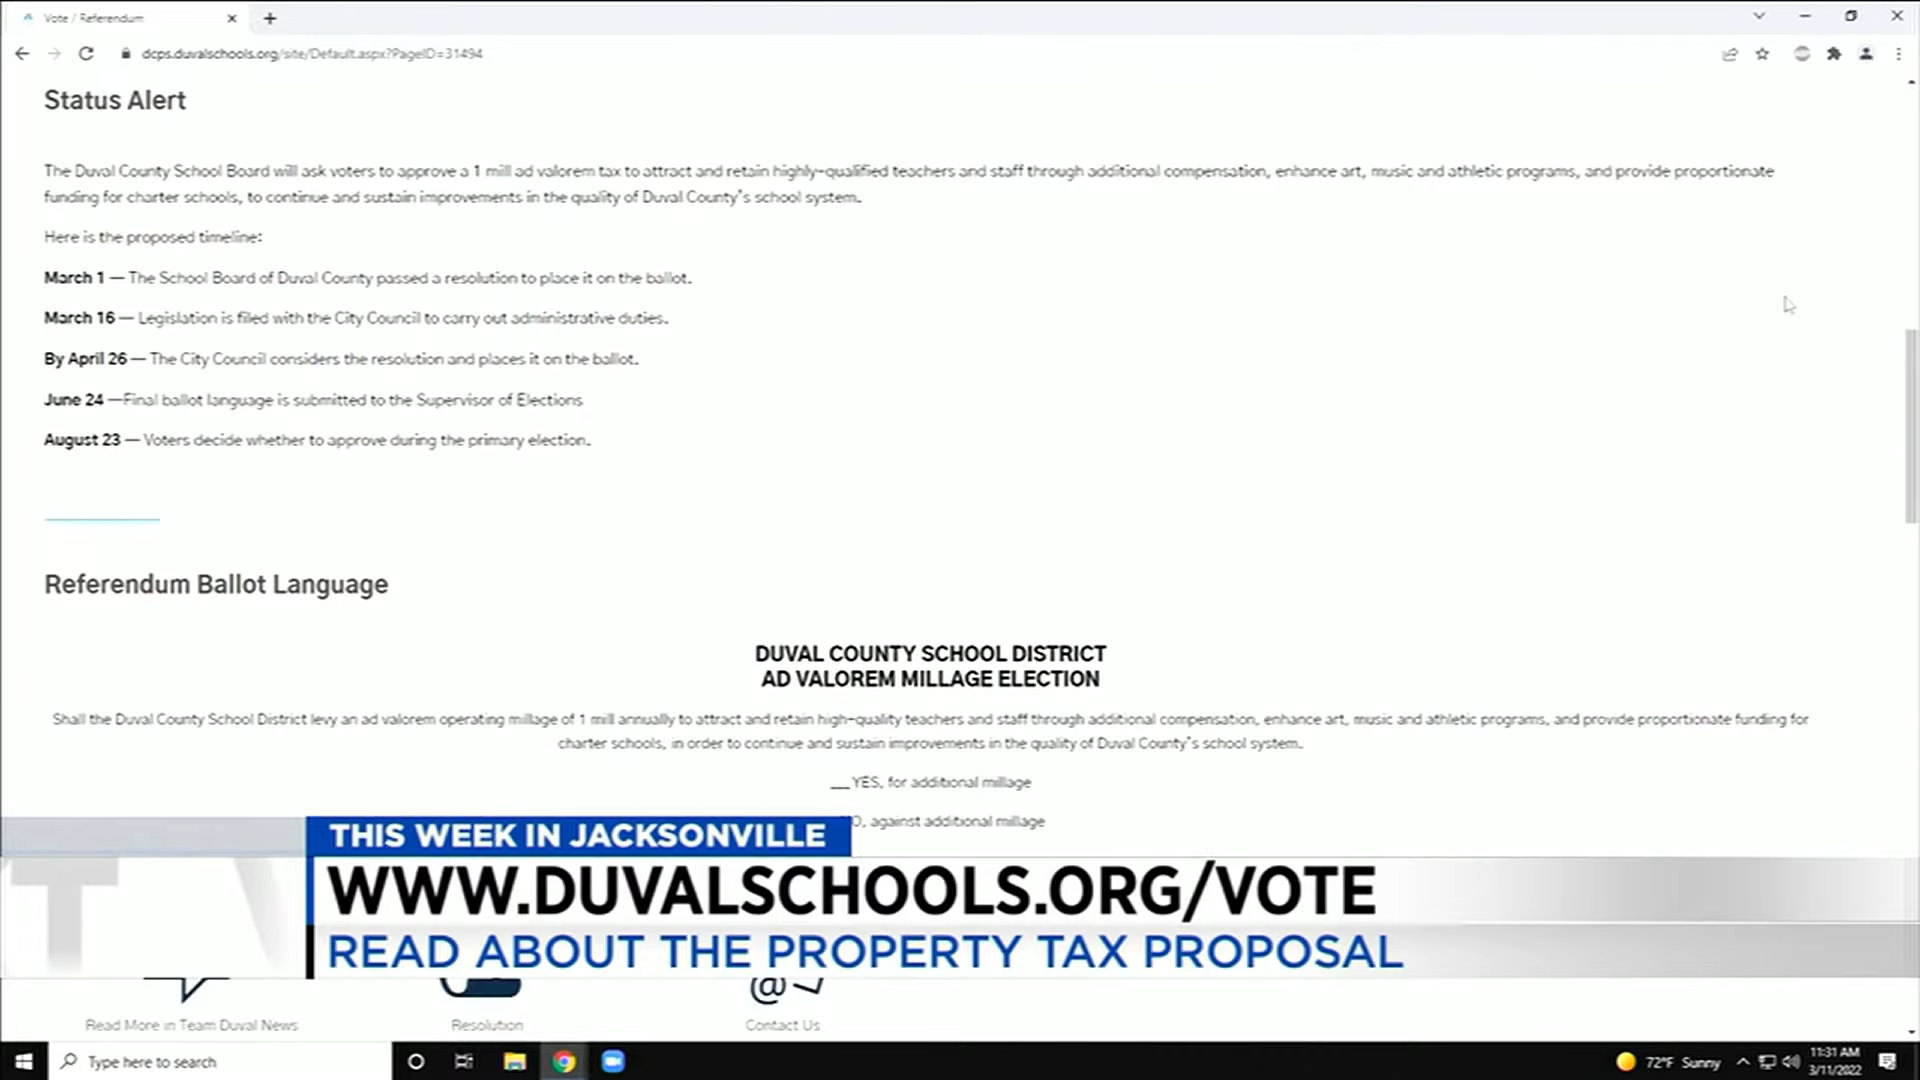 Vote / Referendum
dcps.duvalschools.org/site/Default.aspx?PageID=31494
Status Alert
The Duval County School Board will ask voters to approve a 1 mill ad valorem tax to attract and retain highly-qualified teachers and staff through additional compensation, enhance art, music and athletic programs, and provide proportionate
funding for charter schools, to continue and sustain improvements in the quality of Duval County's school system.
Here is the proposed timeline:
March 1 — The School Board of Duval County passed a resolution to place it on the ballot.
March 16 — Legislation is filed with the City Council to carry out administrative duties.
By April 26 — The City Council considers the resolution and places it on the ballot.
June 24 —Final ballot language is submitted to the Supervisor of Elections
August 23 — Voters decide whether to approve during the primary election.
Referendum Ballot Language
DUVAL COUNTY SCHOOL DISTRICT
AD VALOREM MILLAGE ELECTION
Shall the Duval County School District levy an ad valorem operating millage of 1 mill annually to attract and retain high-quality teachers and staff through additional compensation, enhance art, music and athletic programs, and provide proportionate funding for
charter schools, in order to continue and sustain improvements in the quality of Duval County's school system.
__YES, for additional millage
O, against additional millage
THIS WEEK IN JACKSONVILLE
WWW.DUVALSCHOOLS.ORG/VOTE
READ ABOUT THE PROPERTY TAX PROPOSAL
Read More in Team Duval News
Resolution
Contact Us
Type here to search
72°F Sunny
11:31 AM
3/11/2022